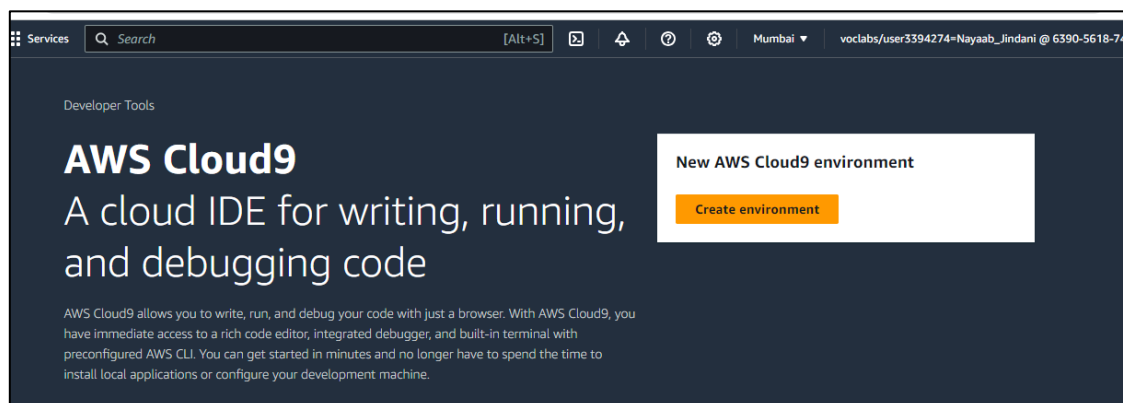 Services
Search
[Alt+S]
Mumbai
voclabs/user3394274=Nayaab_Jindani @ 6390-5618-74
Developer Tools
AWS Cloud9
A cloud IDE for writing, running,
and debugging code
AWS Cloud9 allows you to write, run, and debug your code with just a browser. With AWS Cloud9, you
have immediate access to a rich code editor, integrated debugger, and built-in terminal with
preconfigured AWS CLI. You can get started in minutes and no longer have to spend the time to
install local applications or configure your development machine.
New AWS Cloud9 environment
Create environment